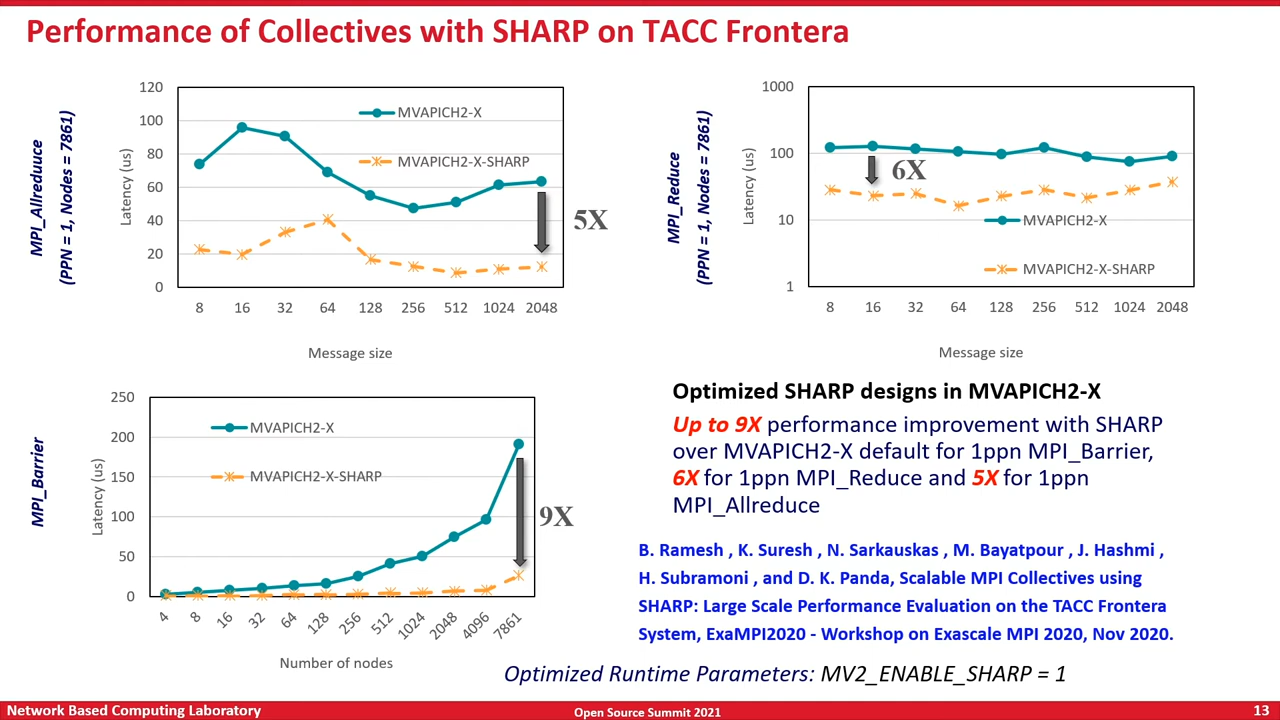 Performance of Collectives with SHARP on TACC Frontera
MPI_Allreduuce
(PPN = 1, Nodes = 7861)
Latency (us)
120
100
80
60
40
20
0
MVAPICH2-X
MVAPICH2-X-SHARP
5X
8 16 32 64 128 256 512 1024 2048
Message size
MPI_Reduce
(PPN = 1, Nodes = 7861)
Latency (us)
1000
100
10
1
6X
MVAPICH2-X
MVAPICH2-X-SHARP
8 16 32 64 128 256 512 1024 2048
Message size
MPI_Barrier
Latency (us)
250
200
150
100
50
0
MVAPICH2-X
MVAPICH2-X-SHARP
9X
4 8 16 32 64 128 256 512 1024 2048 4096 7861
Number of nodes
Optimized SHARP designs in MVAPICH2-X
Up to 9X performance improvement with SHARP
over MVAPICH2-X default for 1ppn MPI_Barrier,
6X for 1ppn MPI_Reduce and 5X for 1ppn
MPI_Allreduce
B. Ramesh , K. Suresh , N. Sarkauskas , M. Bayatpour , J. Hashmi ,
H. Subramoni , and D. K. Panda, Scalable MPI Collectives using
SHARP: Large Scale Performance Evaluation on the TACC Frontera
System, ExaMPI2020 - Workshop on Exascale MPI 2020, Nov 2020.
Optimized Runtime Parameters: MV2_ENABLE_SHARP = 1
Network Based Computing Laboratory
Open Source Summit 2021
13